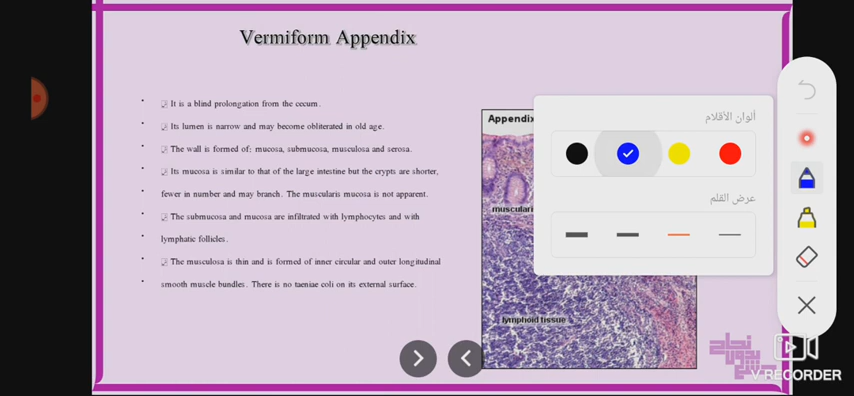 Vermiform Appendix
It is a blind prolongation from the cecum.
Its lumen is narrow and may become obliterated in old age.
The wall is formed of: mucosa, submucosa, musculosa and serosa.
Its mucosa is similar to that of the large intestine but the crypts are shorter,
fewer in number and may branch. The muscularis mucosa is not apparent.
The submucosa and mucosa are infiltrated with lymphocytes and with
lymphatic follicles.
The musculosa is thin and is formed of inner circular and outer longitudinal
smooth muscle bundles. There is no taeniae coli on its external surface.
Appendix
lymphoid tissue
ألوان الأقلام
عرض القلم
V RECORDER